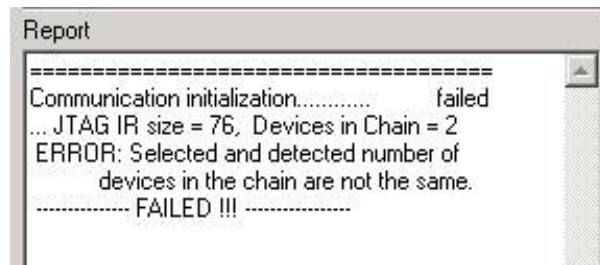 Report
=====================================
Communication initialization............ failed
... JTAG IR size = 76, Devices in Chain = 2
ERROR: Selected and detected number of
devices in the chain are not the same.
-------------- FAILED !!! ----------------